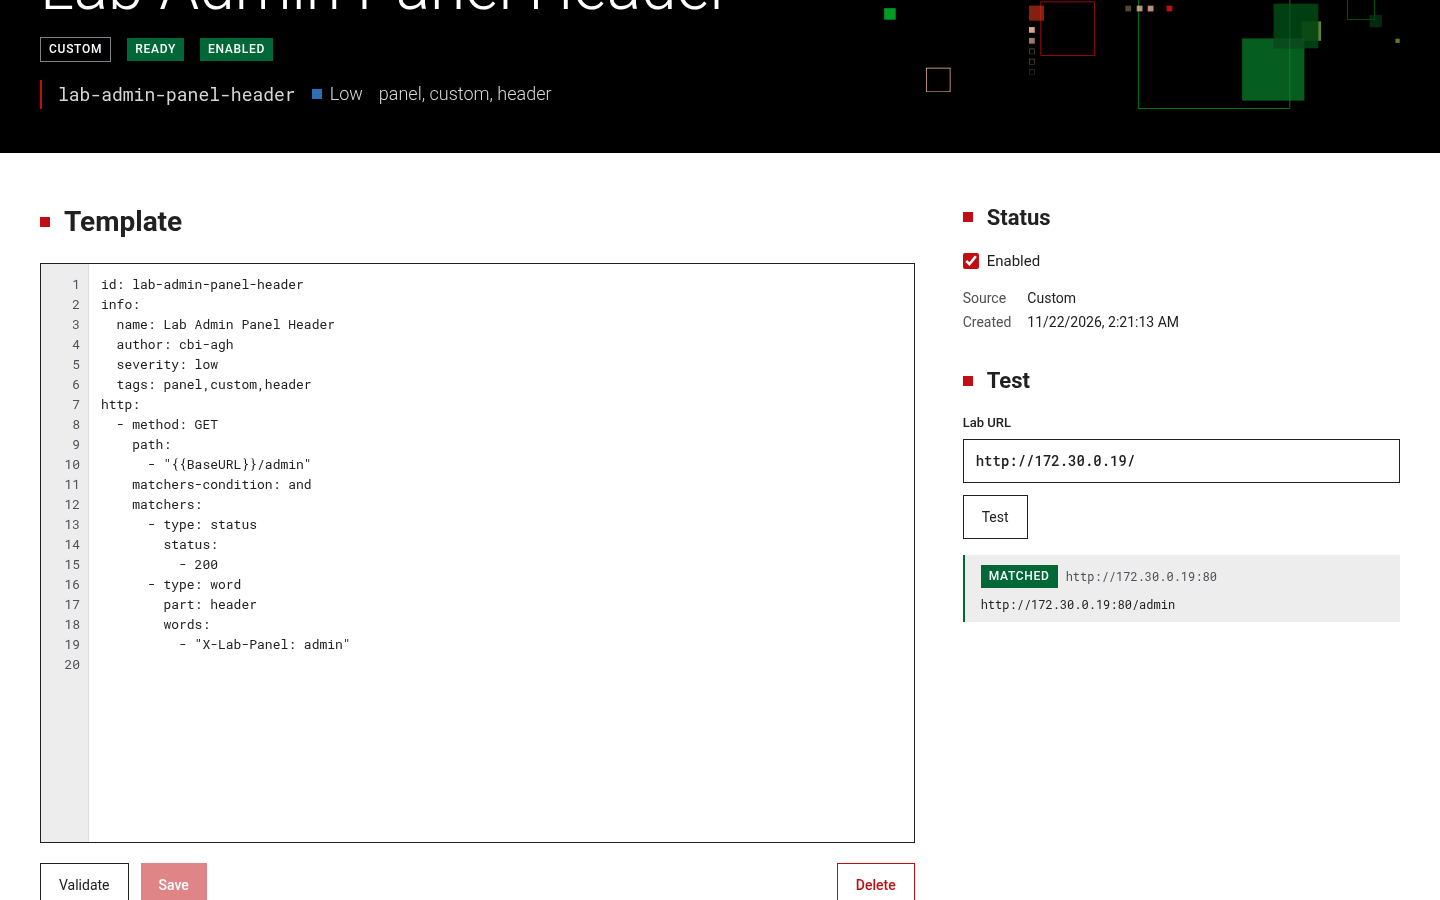 Lab Admin Panel Header
CUSTOM READY ENABLED
lab-admin-panel-header Low panel, custom, header
Template
1 id: lab-admin-panel-header
2 info:
3   name: Lab Admin Panel Header
4   author: cbi-agh
5   severity: low
6   tags: panel,custom,header
7 http:
8   - method: GET
9     path:
10       - "{{BaseURL}}/admin"
11     matchers-condition: and
12     matchers:
13       - type: status
14         status:
15           - 200
16       - type: word
17         part: header
18         words:
19           - "X-Lab-Panel: admin"
20
Validate Save Delete
Status
Enabled
Source Custom
Created 11/22/2026, 2:21:13 AM
Test
Lab URL
http://172.30.0.19/
Test
MATCHED http://172.30.0.19:80
http://172.30.0.19:80/admin